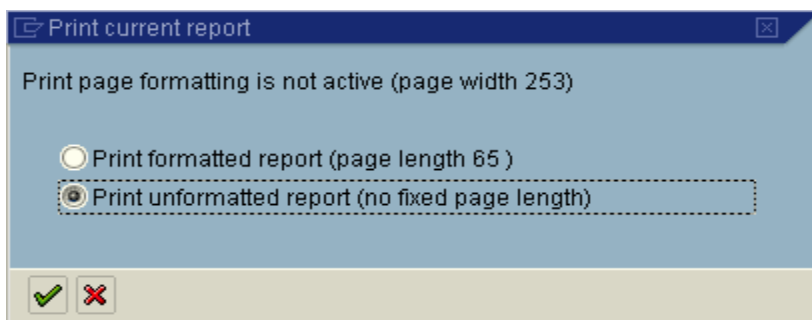 Print current report
Print page formatting is not active (page width 253)
Print formatted report (page length 65 )
Print unformatted report (no fixed page length)